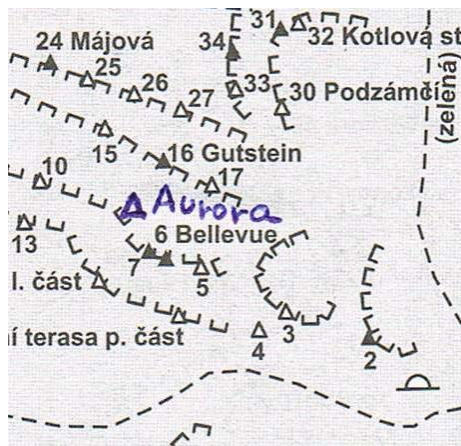 31
32 Kotlová st
24 Májová
34
25
26
33
30 Podzámčí
27
(zelená)
15
16 Gutstein
10
17
Aurora
13
6 Bellevue
7
5
l. část
3
ní terasa p. část
4
2